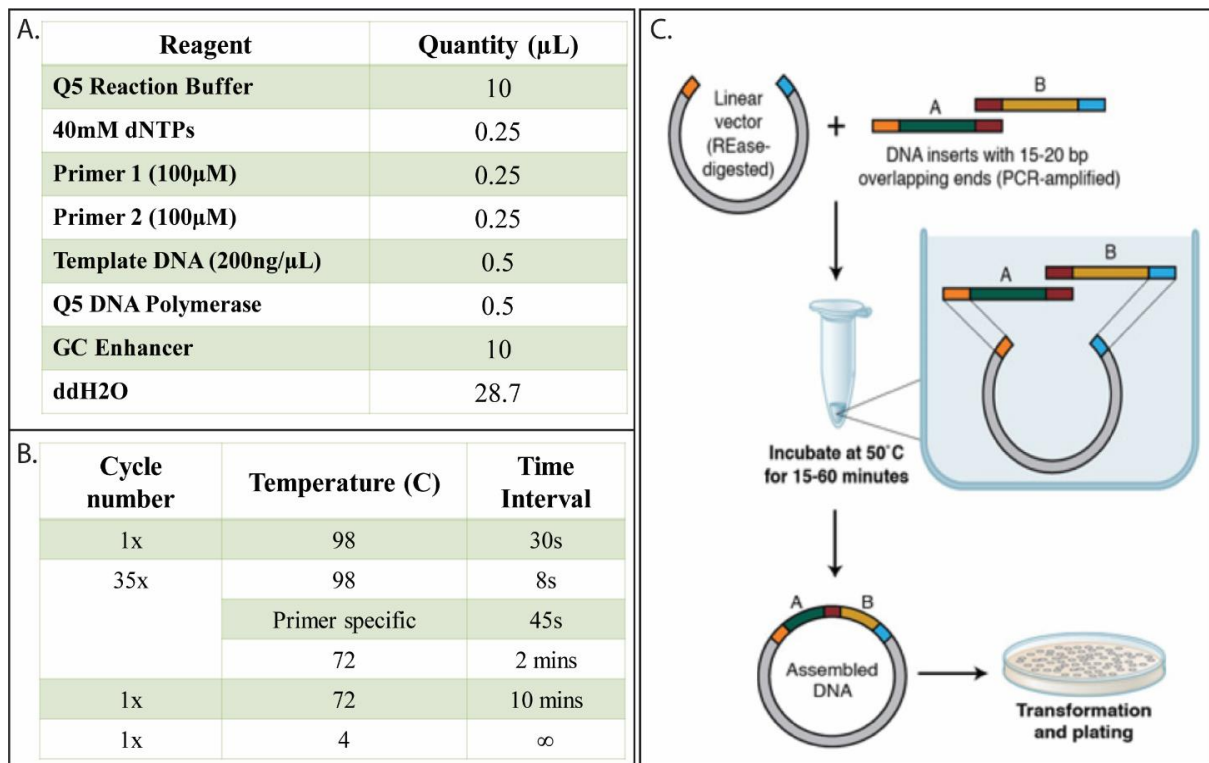 A.
Reagent Quantity (µL)
Q5 Reaction Buffer 10
40mM dNTPs 0.25
Primer 1 (100µM) 0.25
Primer 2 (100µM) 0.25
Template DNA (200ng/µL) 0.5
Q5 DNA Polymerase 0.5
GC Enhancer 10
ddH2O 28.7
B.
Cycle number Temperature (C) Time Interval
1x 98 30s
35x 98 8s
Primer specific 45s
72 2 mins
1x 72 10 mins
1x 4 ∞
C.
Linear
vector
(REase-
digested)
+
A
B
DNA inserts with 15-20 bp
overlapping ends (PCR-amplified)
A
B
Incubate at 50˚C
for 15-60 minutes
A
B
Assembled
DNA
Transformation
and plating